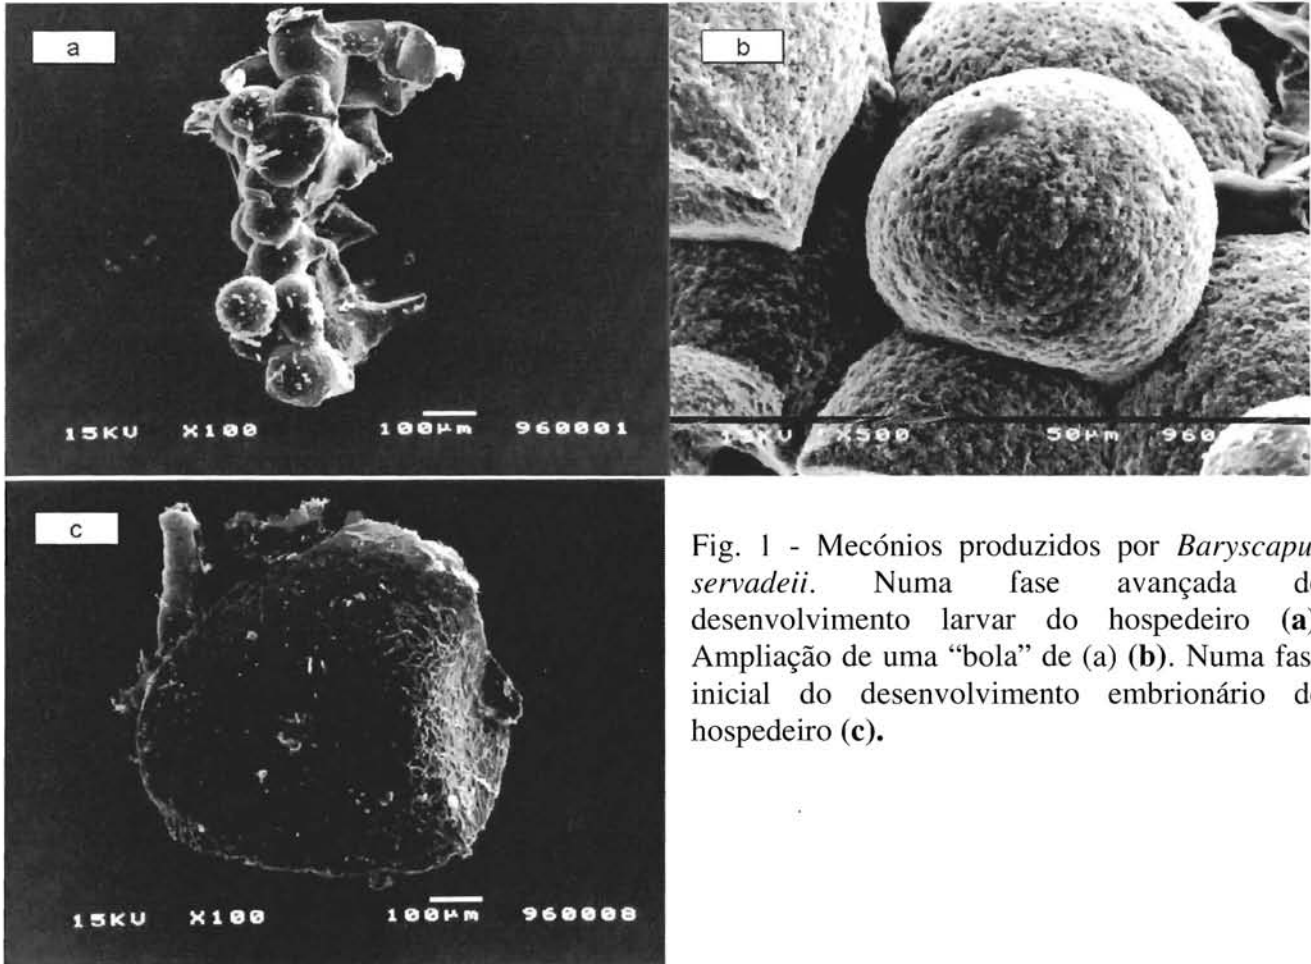 a
15KU X100 100µm 960001
b
X500 50µm
c
15KU X100 100µm 960008
Fig. 1 - Mecónios produzidos por Baryscapu
servadeii. Numa fase avançada d
desenvolvimento larvar do hospedeiro (a)
Ampliação de uma “bola” de (a) (b). Numa fas
inicial do desenvolvimento embrionário d
hospedeiro (c).